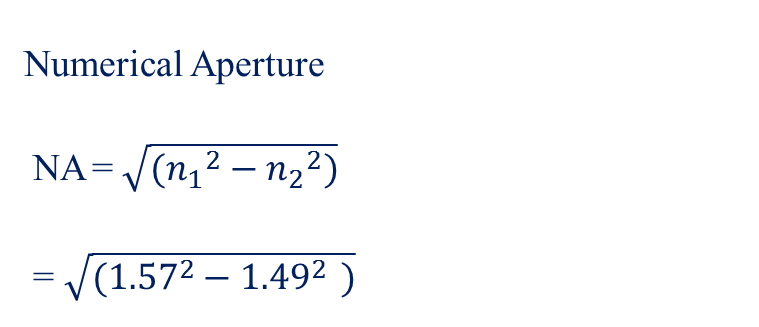 Numerical Aperture
NA= √(n₁² − n₂²)
= √(1.57² − 1.49² )